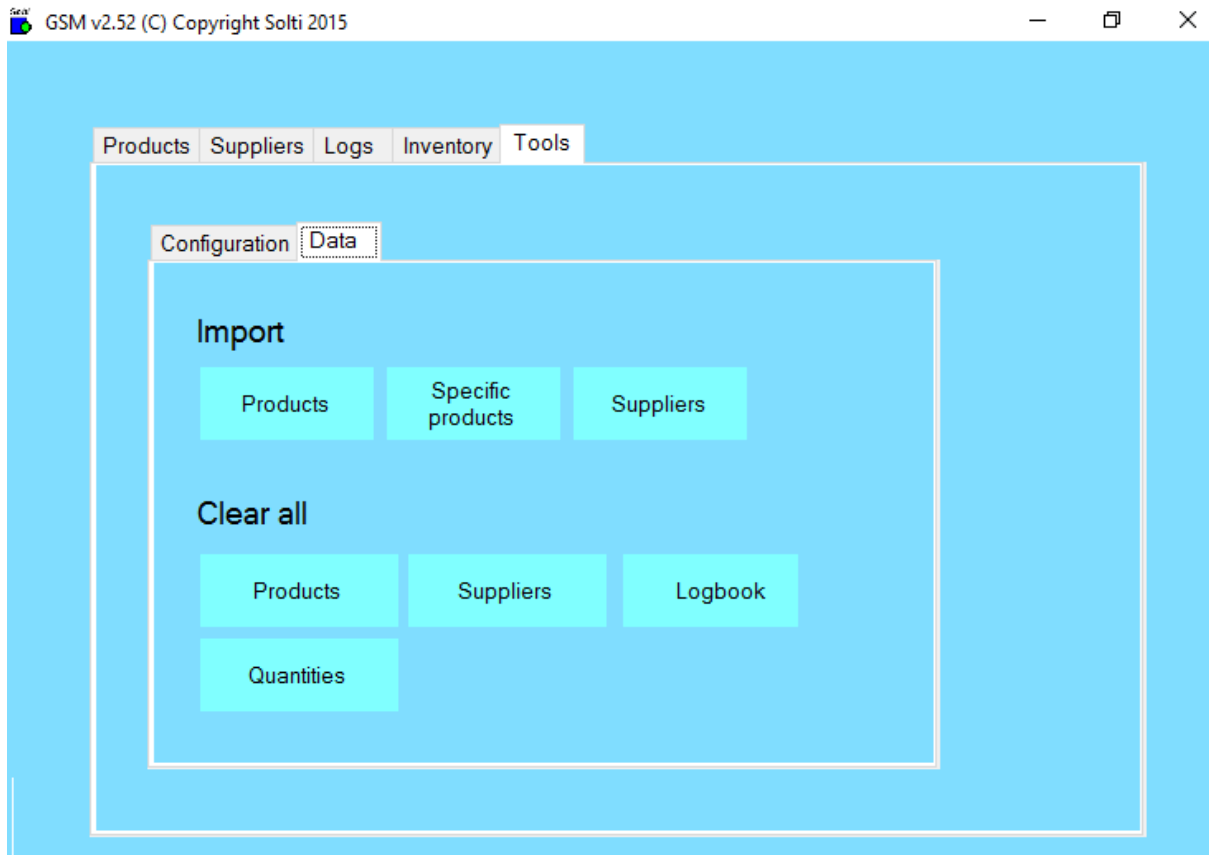 GSM v2.52 (C) Copyright Solti 2015
Products Suppliers Logs Inventory Tools
Configuration Data
Import
Products
Specific
products
Suppliers
Clear all
Products
Suppliers
Logbook
Quantities